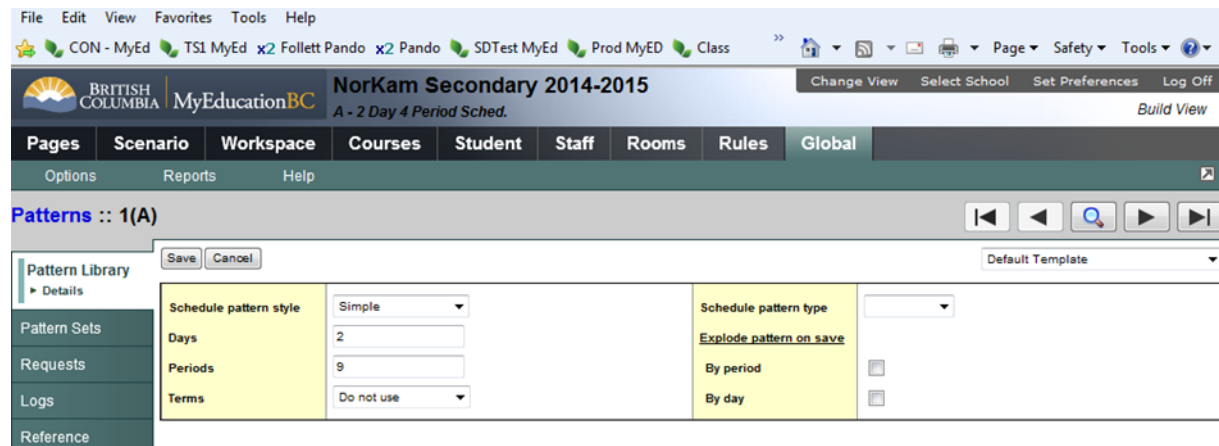 File Edit View Favorites Tools Help
CON - MyEd TS1 MyEd x2 Follett Pando x2 Pando SDTest MyEd Prod MyED Class » Page Safety Tools
BRITISH COLUMBIA MyEducationBC
NorKam Secondary 2014-2015
A - 2 Day 4 Period Sched.
Change View Select School Set Preferences Log Off
Build View
Pages Scenario Workspace Courses Student Staff Rooms Rules Global
Options Reports Help
Patterns :: 1(A)
Pattern Library
Details
Pattern Sets
Requests
Logs
Reference
Save Cancel
Default Template
Schedule pattern style Simple
Days 2
Periods 9
Terms Do not use
Schedule pattern type
Explode pattern on save
By period
By day